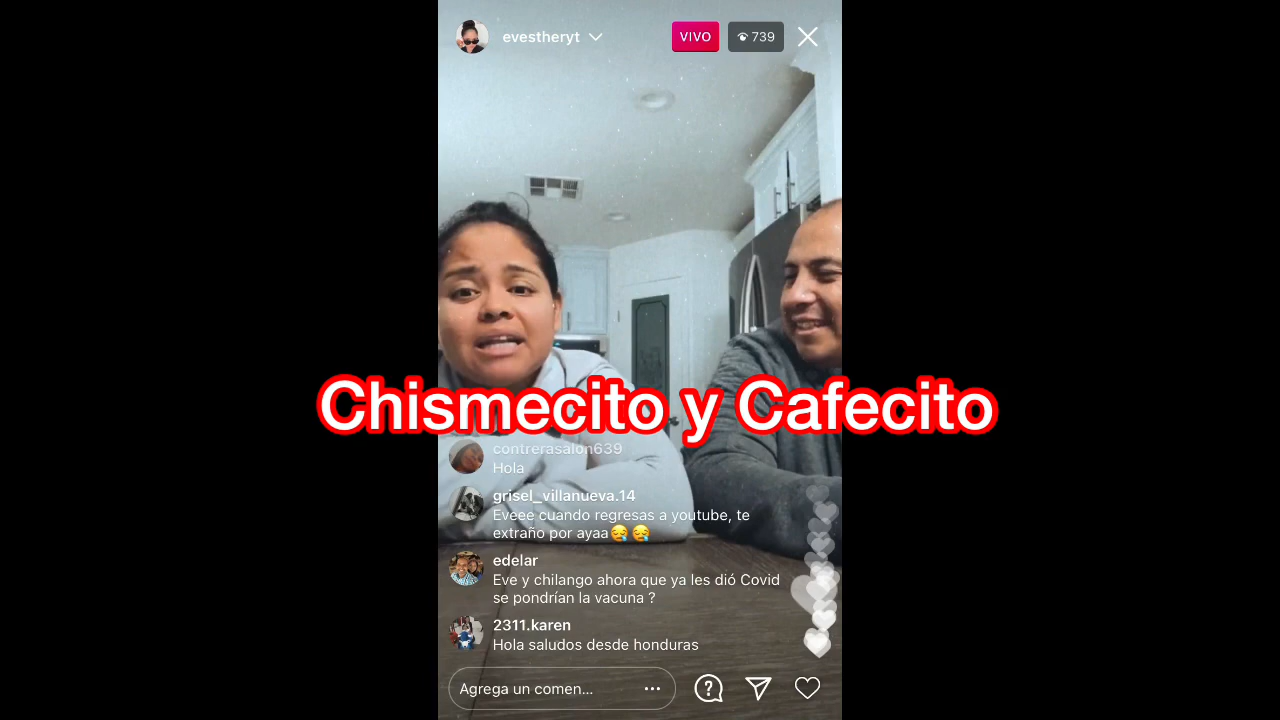 evestheryt
VIVO
739
Chismecito y Cafecito
contrerasalon639
Hola
grisel_villanueva.14
Eveee cuando regresas a youtube, te
extraño por ayaa😪😪
edelar
Eve y chilango ahora que ya les dió Covid
se pondrían la vacuna ?
2311.karen
Hola saludos desde honduras
Agrega un comen...